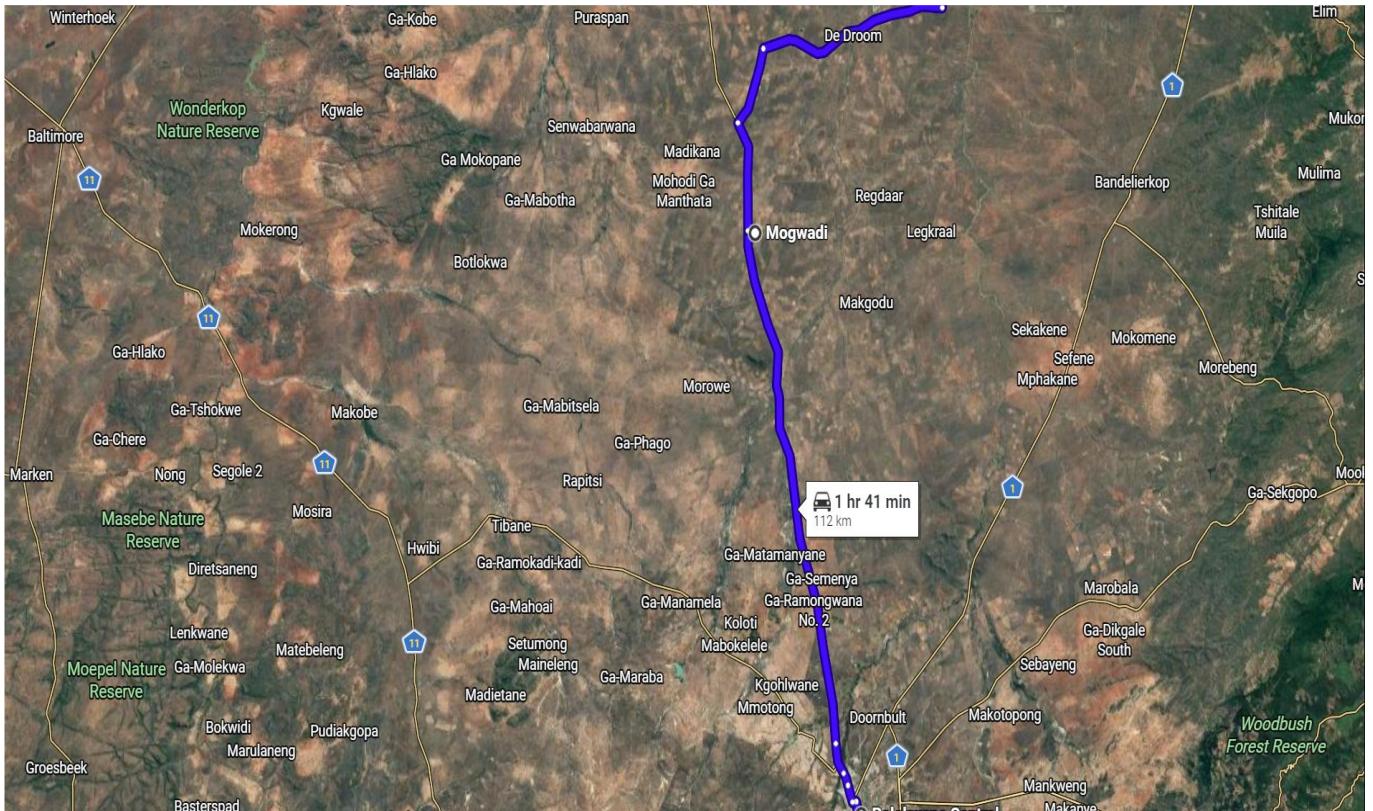 Winterhoek
Ga-Kobe
Puraspan
Elim
De Droom
Ga-Hlako
1
Wonderkop
Nature Reserve
Kgwale
Senwabarwana
Baltimore
Madikana
Ga Mokopane
11
Mohodi Ga
Manthata
Bandelierkop
Mulima
Ga-Mabotha
Regdaar
Tshitale
Muila
Mokerong
Mogwadi
Legkraal
Botlokwa
Makgodu
11
Sekakene
Mokomene
Ga-Hlako
Sefene
Morebeng
Mphakane
Morowe
Ga-Tshokwe
Makobe
Ga-Mabitsela
Ga-Chere
Ga-Phago
Marken
Nong
Segole 2
11
Rapitsi
1
Ga-Sekgopo
1 hr 41 min
112 km
Masebe Nature
Reserve
Mosira
Tibane
Hwibi
Ga-Matamanyane
Ga-Ramokadi-kadi
Diretsaneng
Ga-Semenya
Marobala
Ga-Mahoai
Ga-Manamela
Ga-Ramongwana
No. 2
Koloti
Lenkwane
Matebeleng
11
Setumong
Mabokelele
Ga-Dikgale
South
Moepel Nature
Reserve
Ga-Molekwa
Maineleng
Ga-Maraba
Sebayeng
Madietane
Kgohlwane
Mmotong
Doornbult
Makotopong
Bokwidi
Pudiakgopa
Woodbush
Forest Reserve
Marulaneng
Groesbeek
1
Mankweng
Basterspad